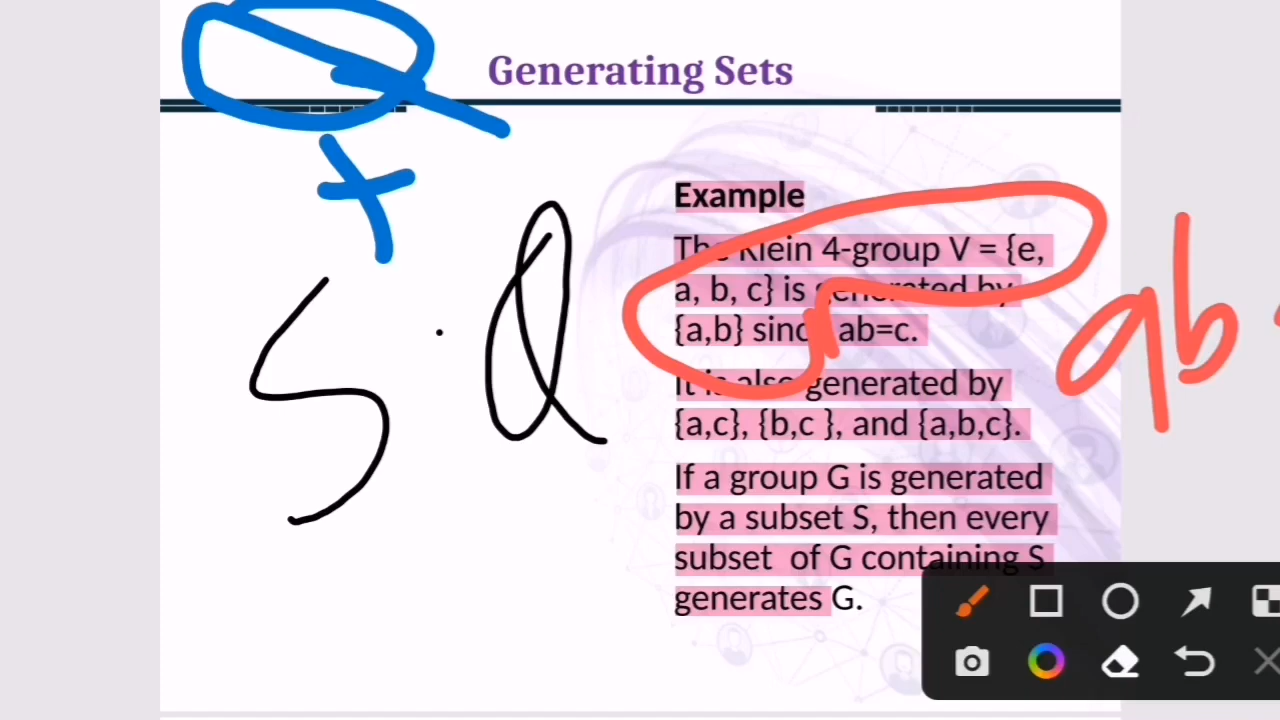 Generating Sets
Example
The Klein 4-group V = {e,
a, b, c} is generated by
{a,b} since ab=c.
It is also generated by
{a,c}, {b,c }, and {a,b,c}.
If a group G is generated
by a subset S, then every
subset of G containing S
generates G.
ab
S . Q